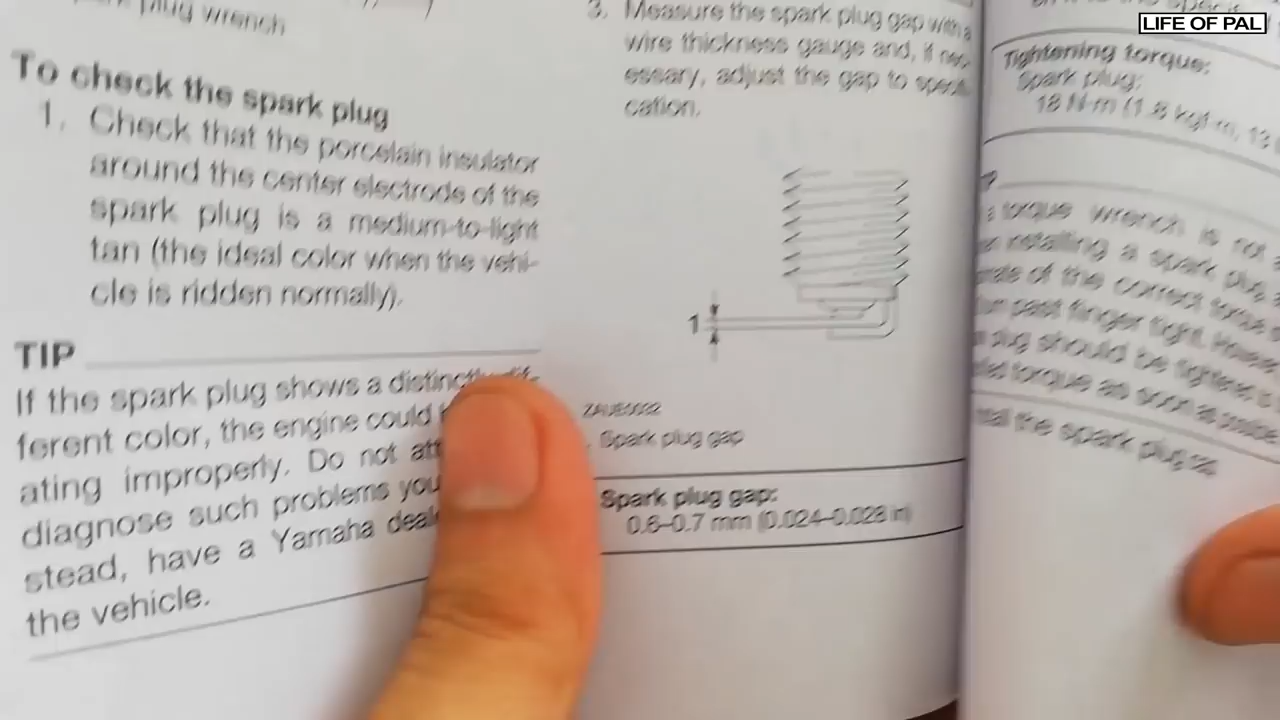 plug wrench
To check the spark plug
1. Check that the porcelain insulator
around the center electrode of the
spark plug is a medium-to-light
tan (the ideal color when the vehi-
cle is ridden normally).
TIP
If the spark plug shows a distinctly dif-
ferent color, the engine could
ating improperly. Do not
diagnose such problems
stead, have a Yamaha
the vehicle.
3. Measure the spark plug gap with a
wire thickness gauge and, if nec-
essary, adjust the gap to specifi-
cation.
1
ZAUE0032
Spark plug gap
Spark plug gap:
0.6–0.7 mm (0.024–0.028 in)
LIFE OF PAL
Tightening torque:
Spark plug:
18 N·m (1.8 kgf·m, 13
torque wrench is not
installing a spark plug
of the correct torque
turn past finger tight. However,
plug should be tightened
torque as soon as possible.
the spark plug